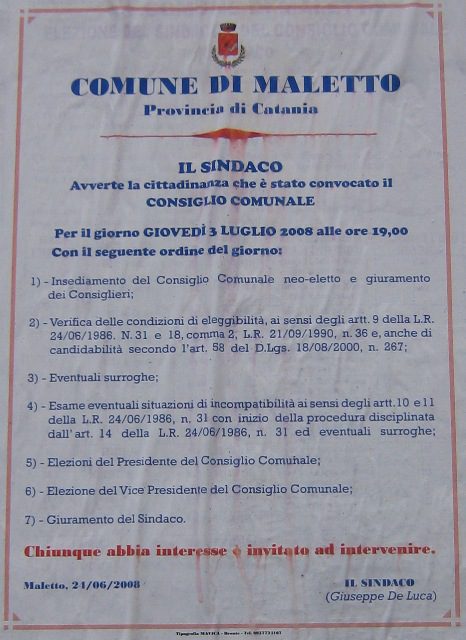 COMUNE DI MALETTO
Provincia di Catania
IL SINDACO
Avverte la cittadinanza che è stato convocato il
CONSIGLIO COMUNALE
Per il giorno GIOVEDÌ 3 LUGLIO 2008 alle ore 19,00
Con il seguente ordine del giorno:
1) - Insediamento del Consiglio Comunale neo-eletto e giuramento
dei Consiglieri;
2) - Verifica delle condizioni di eleggibilità, ai sensi degli artt. 9 della L.R.
24/06/1986. N. 31 e 18, comma 2, L.R. 21/09/1990, n. 36 e, anche di
candidabilità secondo l'art. 58 del D.Lgs. 18/08/2000, n. 267;
3) - Eventuali surroghe;
4) - Esame eventuali situazioni di incompatibilità ai sensi degli artt.10 e 11
della L.R. 24/06/1986, n. 31 con inizio della procedura disciplinata
dall'art. 14 della L.R. 24/06/1986, n. 31 ed eventuali surroghe;
5) - Elezioni del Presidente del Consiglio Comuhale;
6) - Elezione del Vice Presidente del Consiglio Comunale;
7) - Giuramento del Sindaco.
Chiunque abbia interesse è invitato ad intervenire.
Maletto, 24/06/2008
IL SINDACO
(Giuseppe De Luca)
Tipografia MAVICA - Bronte - Tel. 0957721107